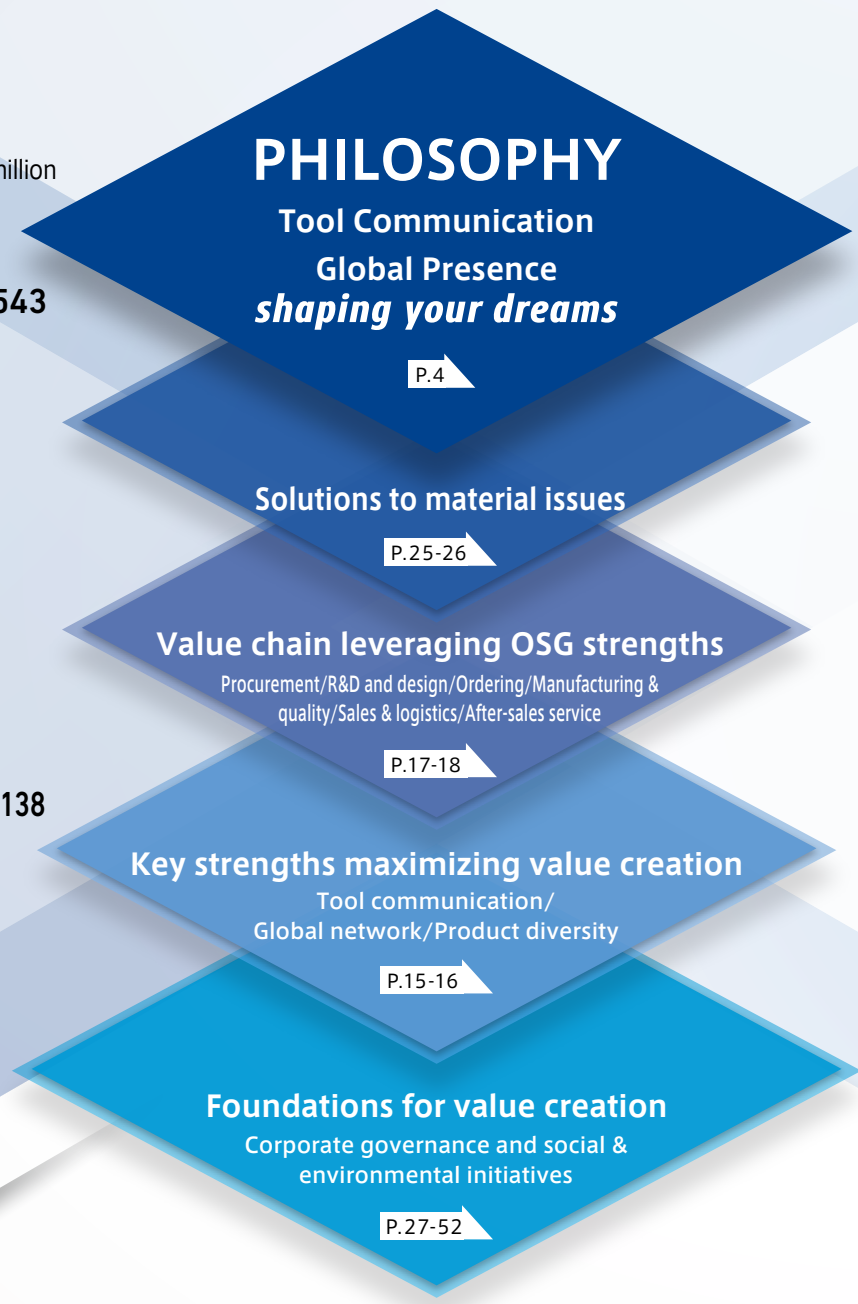 million
PHILOSOPHY
Tool Communication
Global Presence
shaping your dreams
543
P.4
Solutions to material issues
P.25-26
Value chain leveraging OSG strengths
Procurement/R&D and design/Ordering/Manufacturing &
quality/Sales & logistics/After-sales service
P.17-18
138
Key strengths maximizing value creation
Tool communication/
Global network/Product diversity
P.15-16
Foundations for value creation
Corporate governance and social &
environmental initiatives
P.27-52